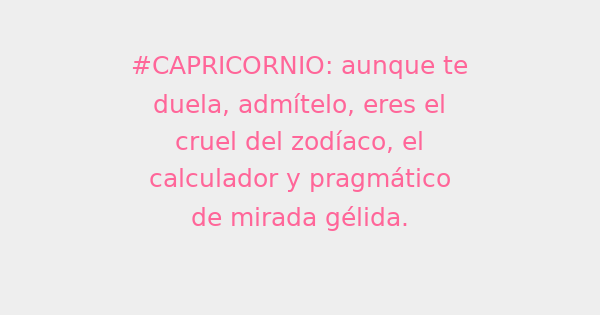 #CAPRICORNIO: aunque te
duela, admítelo, eres el
cruel del zodíaco, el
calculador y pragmático
de mirada gélida.